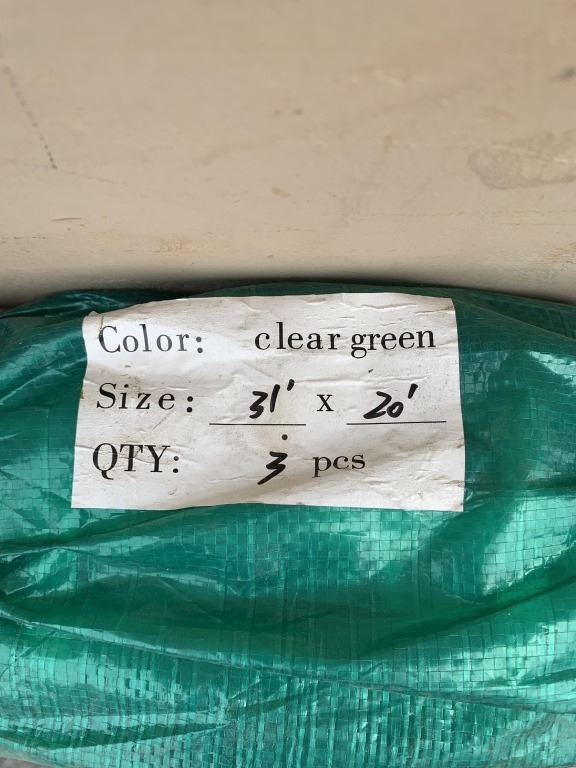 Color: clear green
Size: 31' x 20'
QTY: 3 pcs